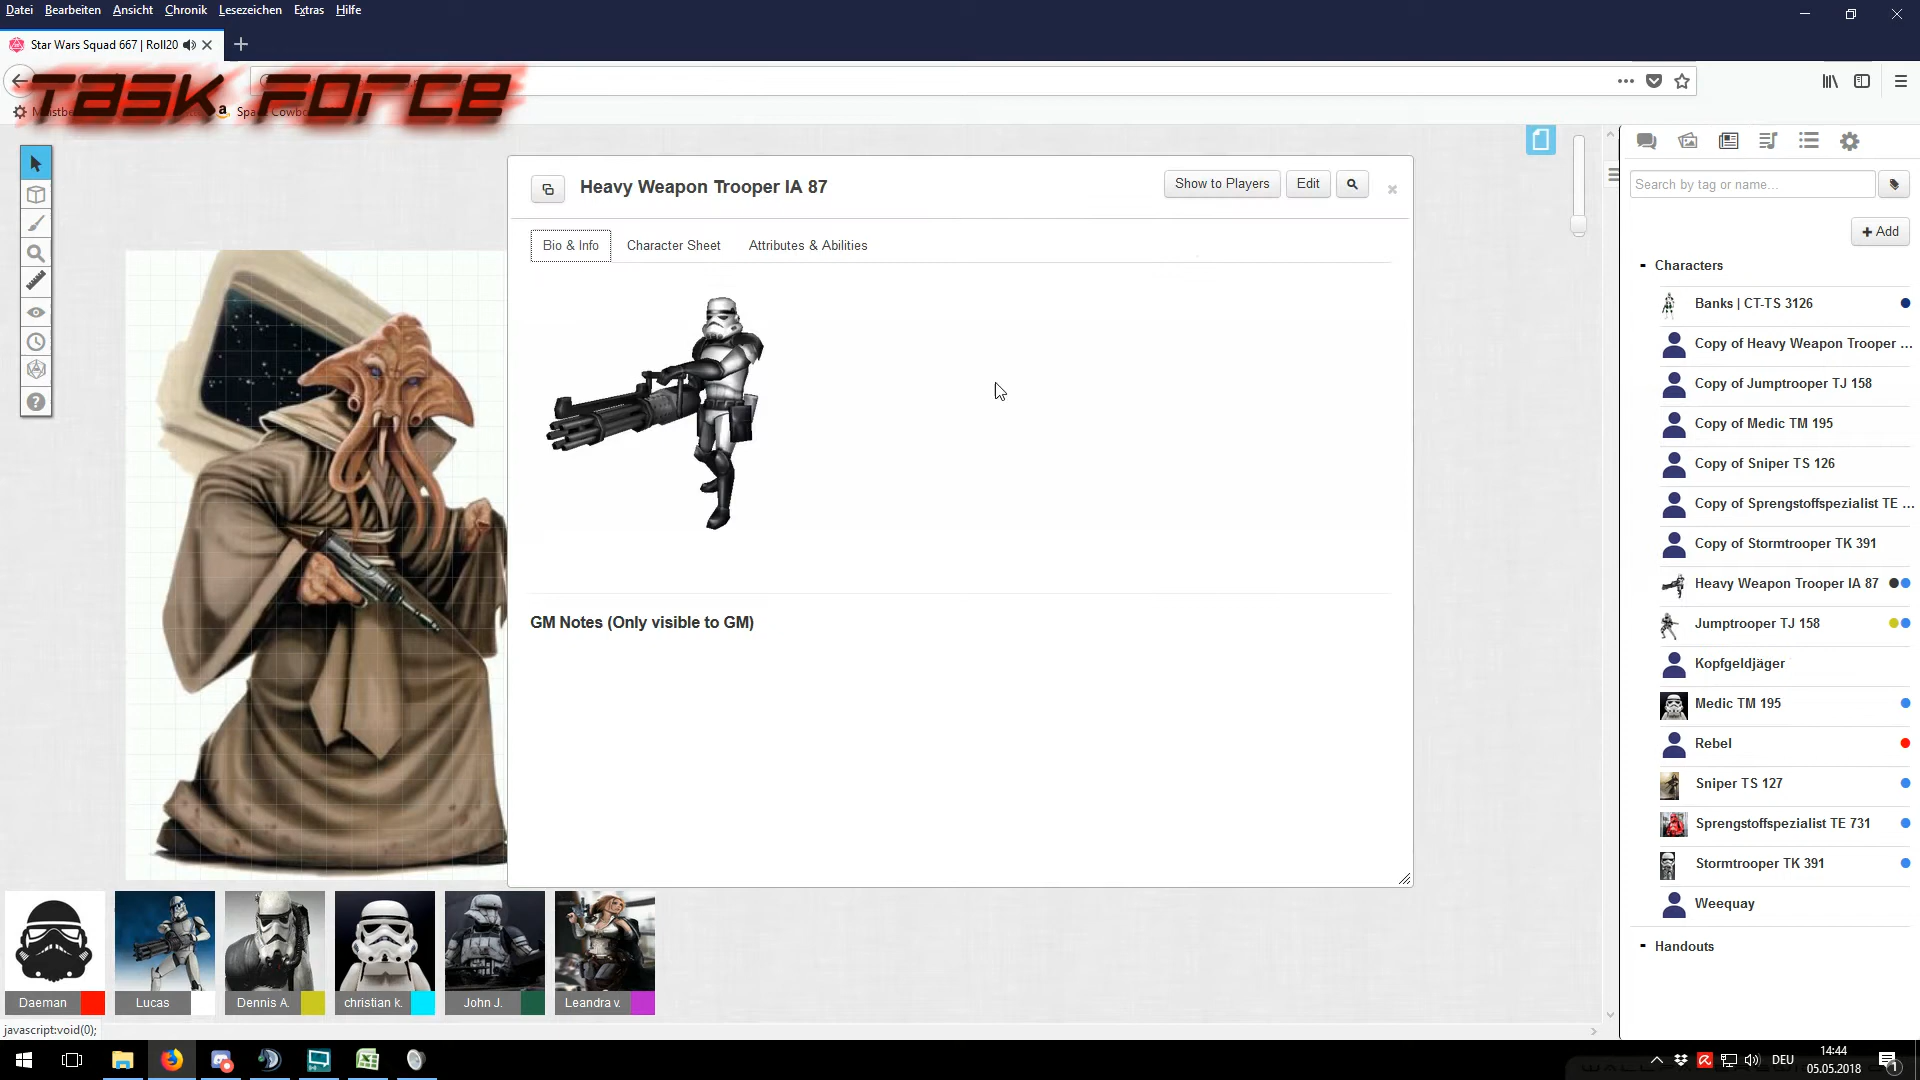 Datei Bearbeiten Ansicht Chronik Lesezeichen Extras Hilfe
Star Wars Squad 667 | Roll20
TASK FORCE
Heavy Weapon Trooper IA 87
Show to Players
Edit
Bio & Info
Character Sheet
Attributes & Abilities
GM Notes (Only visible to GM)
Search by tag or name...
+ Add
Characters
Banks | CT-TS 3126
Copy of Heavy Weapon Trooper ...
Copy of Jumptrooper TJ 158
Copy of Medic TM 195
Copy of Sniper TS 126
Copy of Sprengstoffspezialist TE ...
Copy of Stormtrooper TK 391
Heavy Weapon Trooper IA 87
Jumptrooper TJ 158
Kopfgeldjäger
Medic TM 195
Rebel
Sniper TS 127
Sprengstoffspezialist TE 731
Stormtrooper TK 391
Weequay
Handouts
Daeman
Lucas
Dennis A.
christian k.
John J.
Leandra v.
javascript:void(0);
DEU
14:44
05.05.2018
1